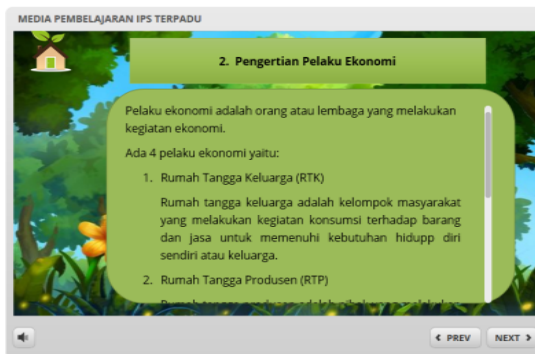 MEDIA PEMBELAJARAN IPS TERPADU
2. Pengertian Pelaku Ekonomi
Pelaku ekonomi adalah orang atau lembaga yang melakukan
kegiatan ekonomi.
Ada 4 pelaku ekonomi yaitu:
1. Rumah Tangga Keluarga (RTK)
Rumah tangga keluarga adalah kelompok masyarakat
yang melakukan kegiatan konsumsi terhadap barang
dan jasa untuk memenuhi kebutuhan hidupp diri
sendiri atau keluarga.
2. Rumah Tangga Produsen (RTP)
PREV
NEXT